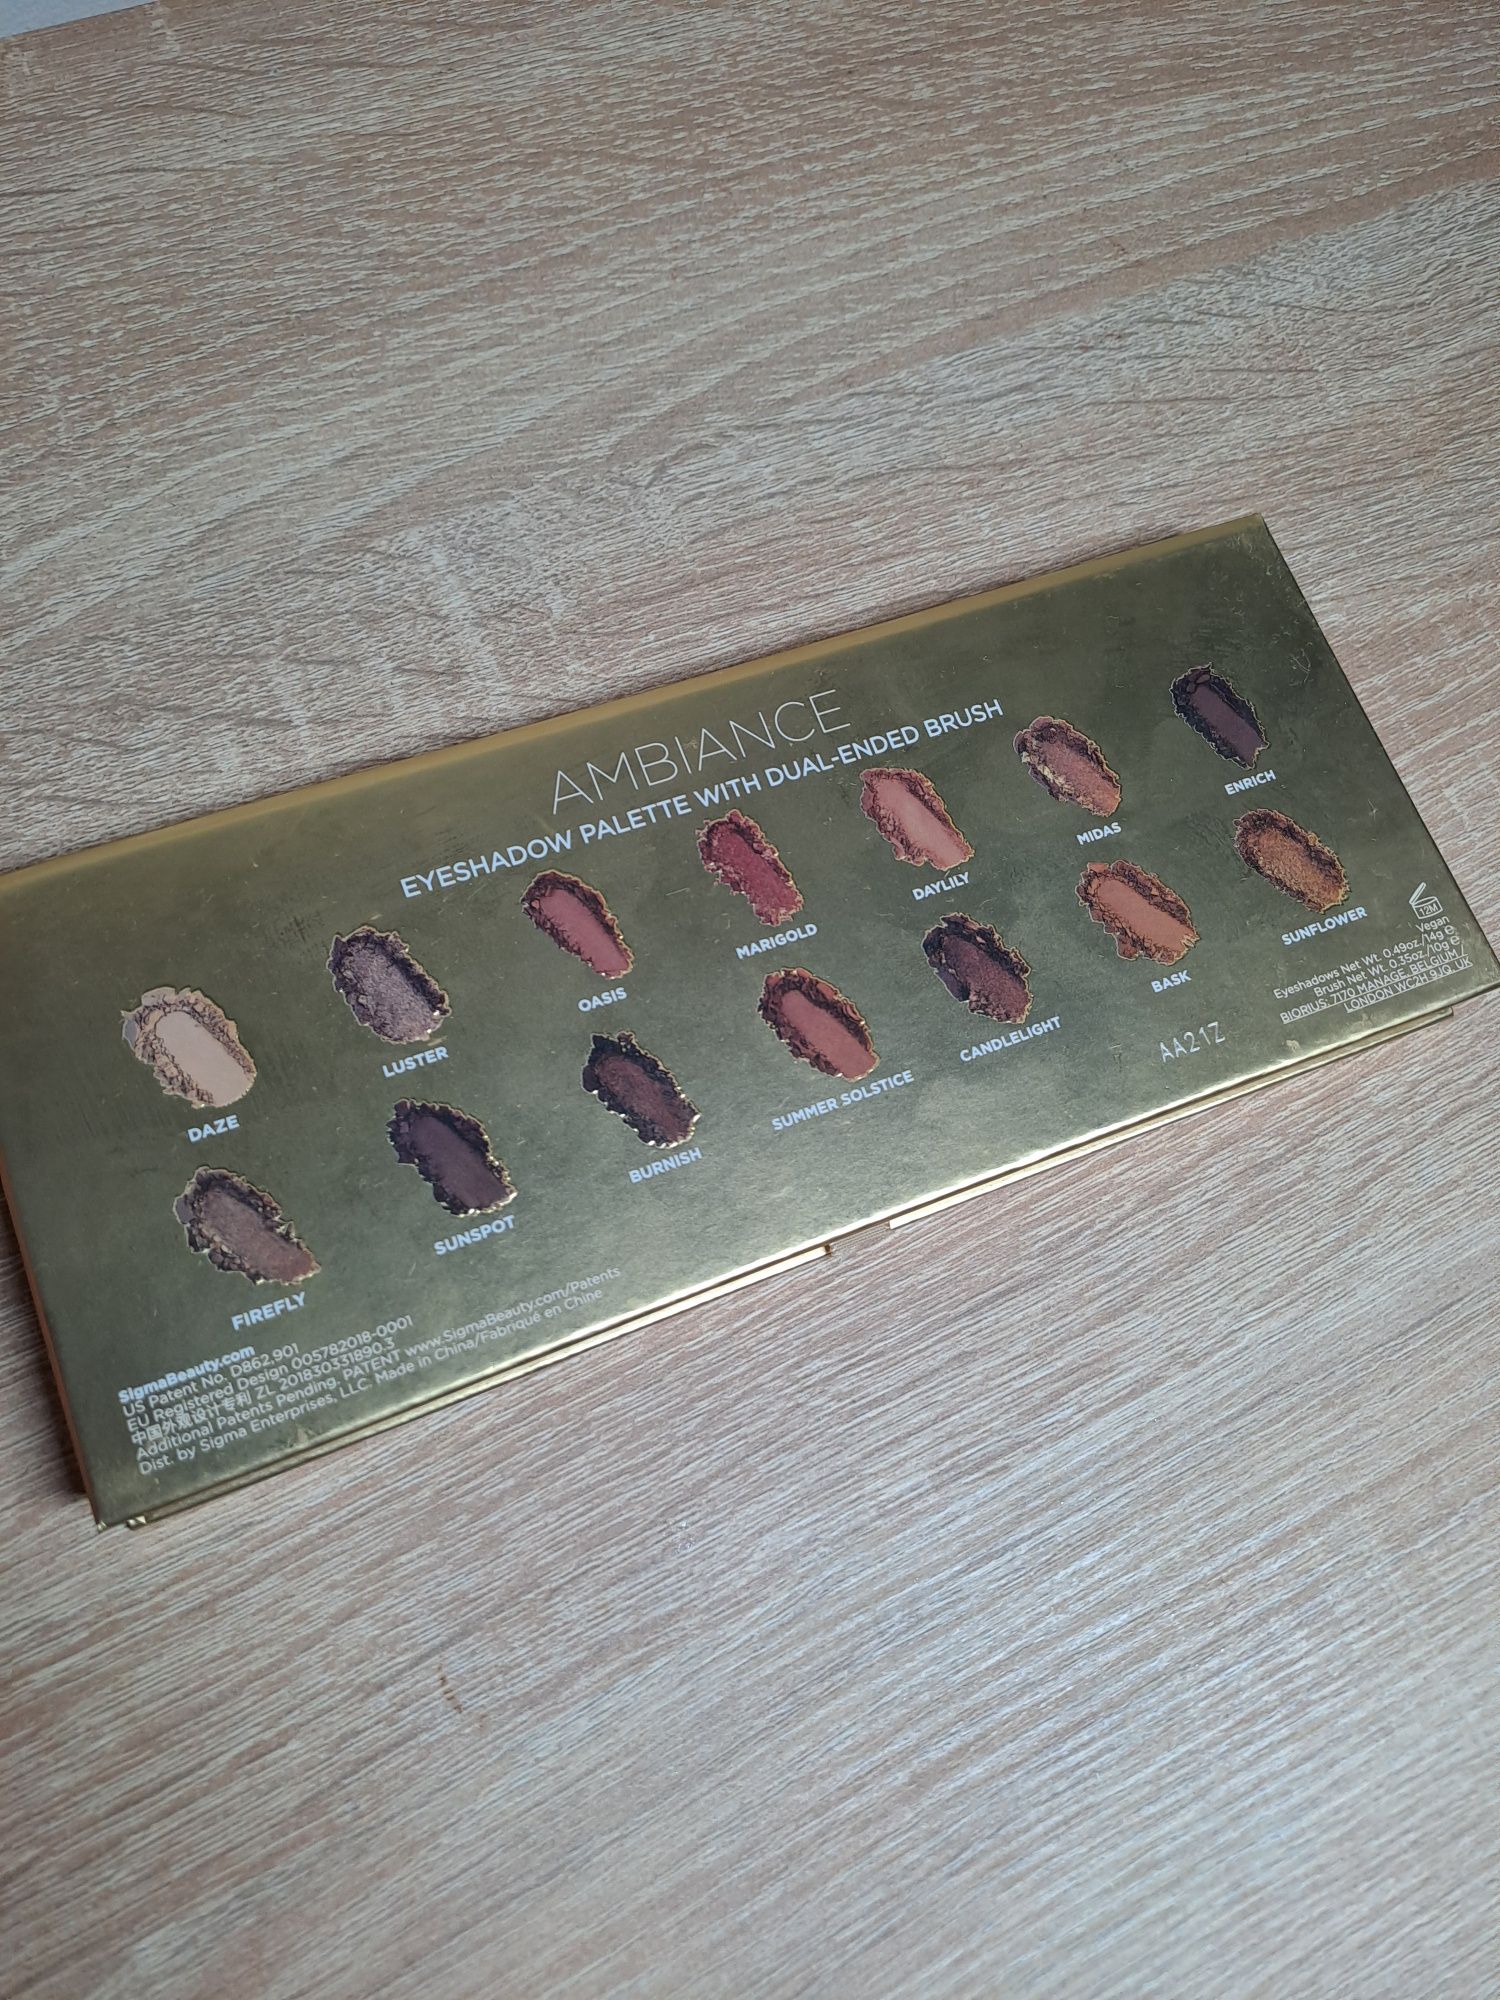 AMBIANCE
EYESHADOW PALETTE WITH DUAL-ENDED BRUSH
DAZE
LUSTER
OASIS
MARIGOLD
DAYLILY
MIDAS
ENRICH
FIREFLY
SUNSPOT
BURNISH
SUMMER SOLSTICE
CANDLELIGHT
BASK
SUNFLOWER
SigmaBeauty.com
US Patent No. D862,901
EU Registered Design 005782018-0001
中国外观设计专利 ZL 201830331890.3
Additional Patents Pending, PATENT www.SigmaBeauty.com/Patents
Dist. by Sigma Enterprises, LLC. Made in China/Fabriqué en Chine
AA21Z
12M
Vegan
Eyeshadows Net Wt. 0.49oz./14g e
Brush Net Wt. 0.35oz./10g e
BIORIUS: 7170 MANAGE, BELGIUM /
LONDON WC2H 9JQ, UK